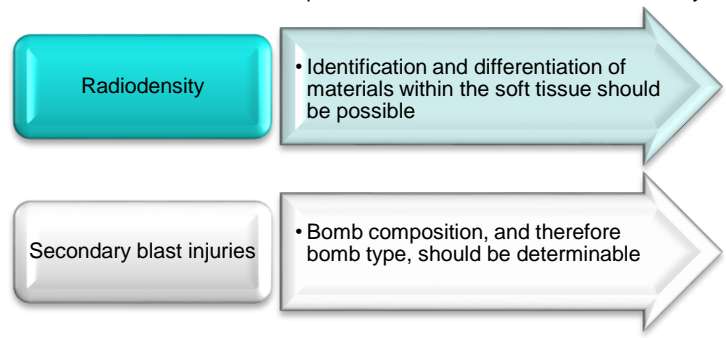 Radiodensity
• Identification and differentiation of
materials within the soft tissue should
be possible
Secondary blast injuries
• Bomb composition, and therefore
bomb type, should be determinable